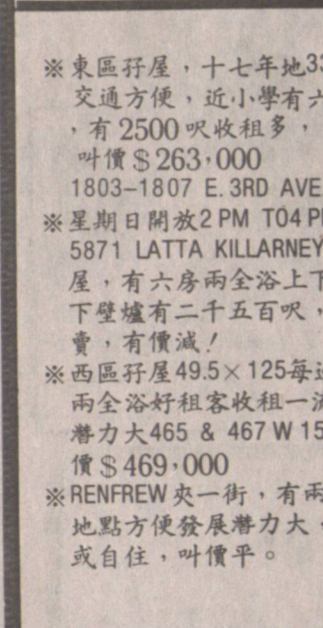 ※東區孖屋，十七年地33
交通方便，近小學有六
，有2500呎收租多，
叫價＄263,000
1803-1807 E. 3RD AVE
※星期日開放2 PM TO4 P
5871 LATTA KILLARNEY
屋，有六房兩全浴上下
下壁爐有二千五百呎，
賣，有價減！
※西區孖屋49.5×125每
兩全浴好租客收租一流
潛力大465 & 467 W 15
價＄469,000
※RENFREW夾一街，有兩
地點方便發展潛力大，
或自住，叫價平。